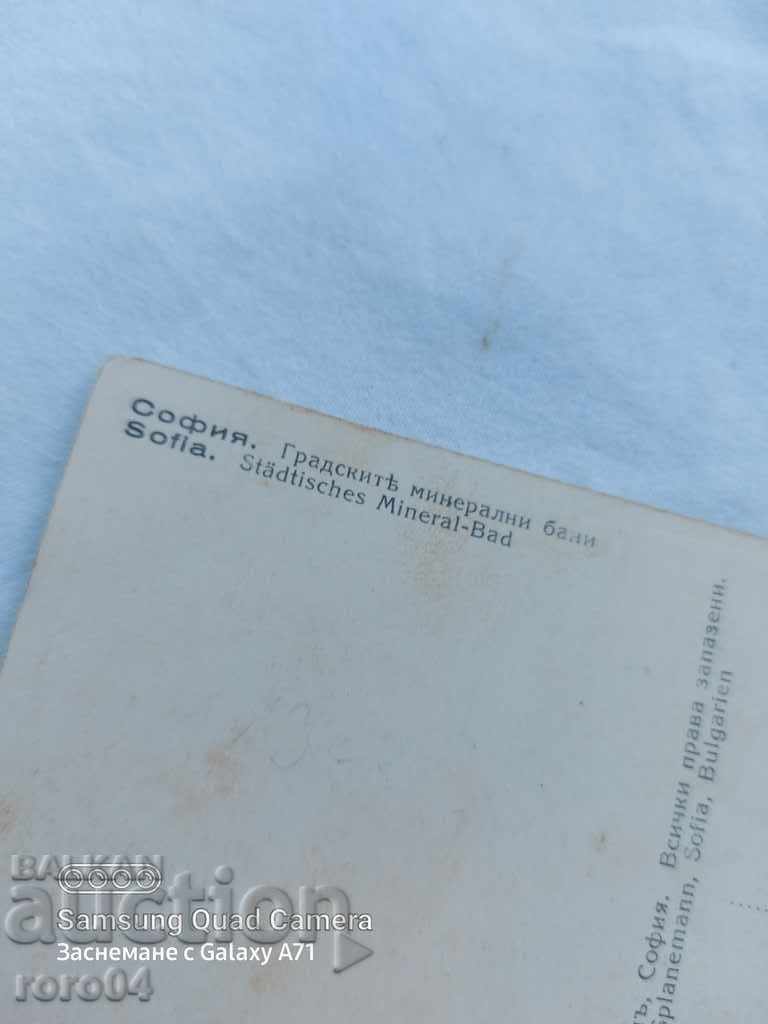 София. Градскитѣ минерални бани
Sofia. Städtisches Mineral-Bad
София. Всички права запазени.
Sofia, Bulgarien
BALKAN
auction
Samsung Quad Camera
Заснемане с Galaxy A71
roro04